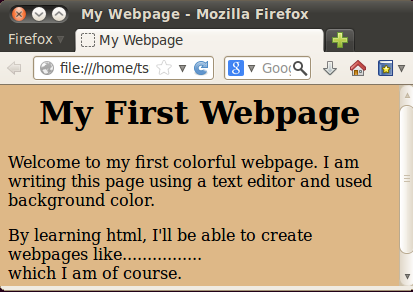 My Webpage - Mozilla Firefox
Firefox
My Webpage
file:///home/ts
Goo
My First Webpage
Welcome to my first colorful webpage. I am
writing this page using a text editor and used
background color.
By learning html, I'll be able to create
webpages like................
which I am of course.